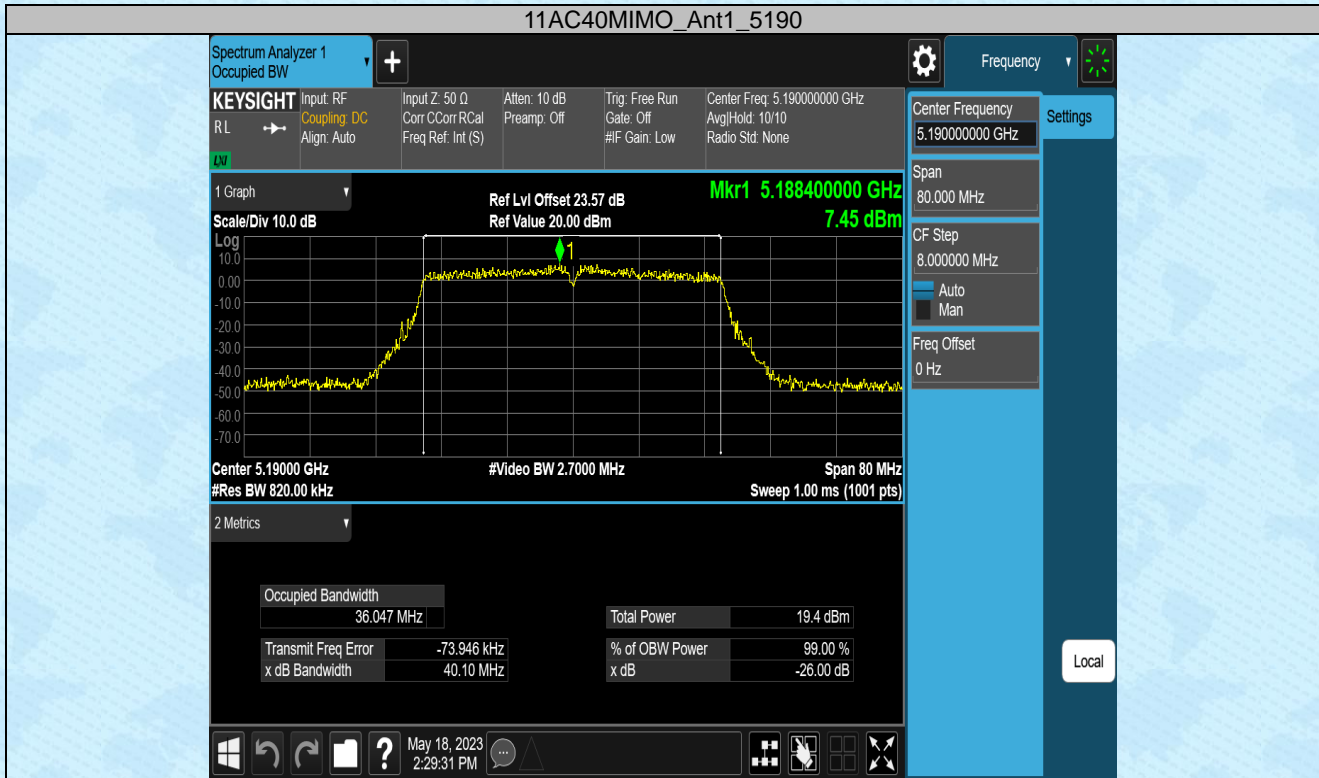 11AC40MIMO_Ant1_5190
Spectrum Analyzer 1
Occupied BW
Frequency
KEYSIGHT
R L
LXI
Input: RF
Coupling: DC
Align: Auto
Input Z: 50 Ω
Corr CCorr RCal
Freq Ref: Int (S)
Atten: 10 dB
Preamp: Off
Trig: Free Run
Gate: Off
#IF Gain: Low
Center Freq: 5.190000000 GHz
Avg|Hold: 10/10
Radio Std: None
Center Frequency
5.190000000 GHz
Settings
Span
80.000 MHz
CF Step
8.000000 MHz
Auto
Man
Freq Offset
0 Hz
Local
1 Graph
Ref Lvl Offset 23.57 dB
Mkr1 5.188400000 GHz
Scale/Div 10.0 dB
Ref Value 20.00 dBm
7.45 dBm
Log
1
10.0
0.00
-10.0
-20.0
-30.0
-40.0
-50.0
-60.0
-70.0
Center 5.19000 GHz
#Video BW 2.7000 MHz
Span 80 MHz
#Res BW 820.00 kHz
Sweep 1.00 ms (1001 pts)
2 Metrics
Occupied Bandwidth
36.047 MHz
Total Power 19.4 dBm
Transmit Freq Error -73.946 kHz
% of OBW Power 99.00 %
x dB Bandwidth 40.10 MHz
x dB -26.00 dB
?
May 18, 2023
2:29:31 PM